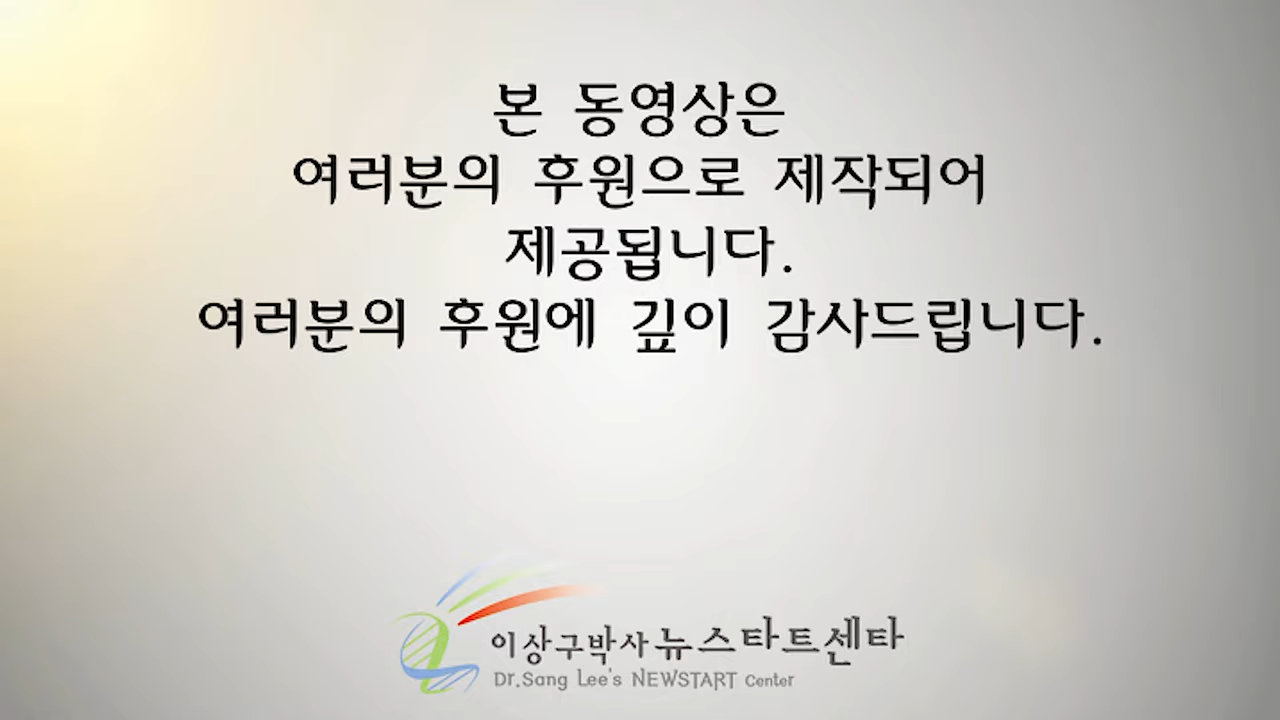 본 동영상은
여러분의 후원으로 제작되어
제공됩니다.
여러분의 후원에 깊이 감사드립니다.
이상구박사 뉴스타트센타
Dr.Sang Lee's NEWSTART Center